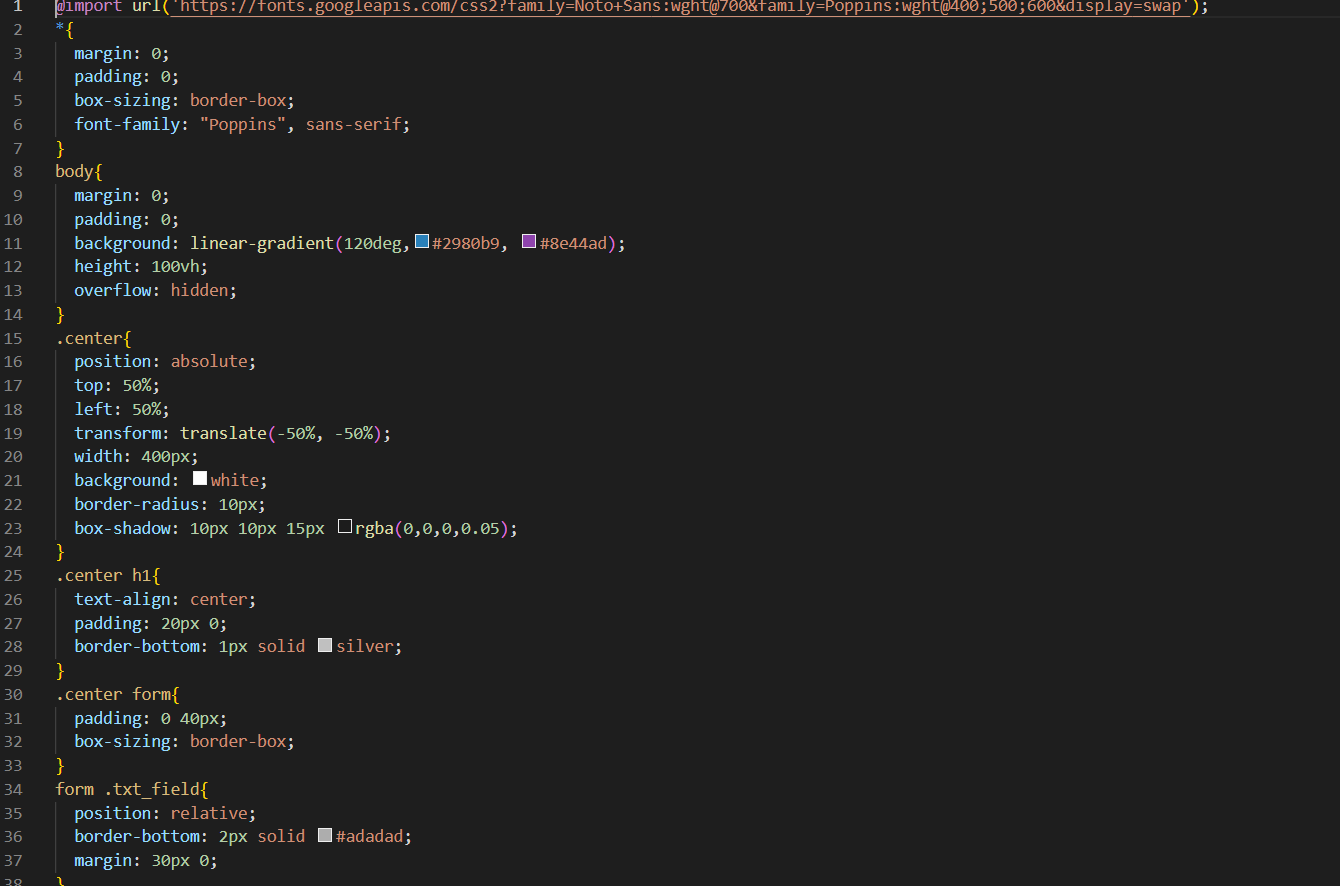 1 @import url('https://fonts.googleapis.com/css2?family=Noto+Sans:wght@700&family=Poppins:wght@400;500;600&display=swap');
2 *{
3 margin: 0;
4 padding: 0;
5 box-sizing: border-box;
6 font-family: "Poppins", sans-serif;
7 }
8 body{
9 margin: 0;
10 padding: 0;
11 background: linear-gradient(120deg,#2980b9, #8e44ad);
12 height: 100vh;
13 overflow: hidden;
14 }
15 .center{
16 position: absolute;
17 top: 50%;
18 left: 50%;
19 transform: translate(-50%, -50%);
20 width: 400px;
21 background: white;
22 border-radius: 10px;
23 box-shadow: 10px 10px 15px rgba(0,0,0,0.05);
24 }
25 .center h1{
26 text-align: center;
27 padding: 20px 0;
28 border-bottom: 1px solid silver;
29 }
30 .center form{
31 padding: 0 40px;
32 box-sizing: border-box;
33 }
34 form .txt_field{
35 position: relative;
36 border-bottom: 2px solid #adadad;
37 margin: 30px 0;
38 }